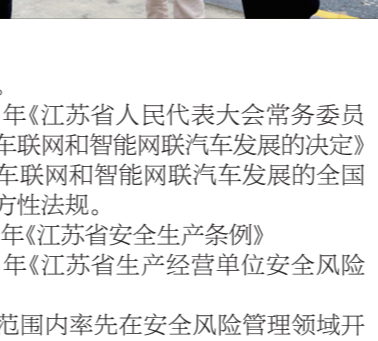 。
年《江苏省人民代表大会常务委员
车联网和智能网联汽车发展的决定》
车联网和智能网联汽车发展的全国
方性法规。
年《江苏省安全生产条例》
年《江苏省生产经营单位安全风险
范围内率先在安全风险管理领域开